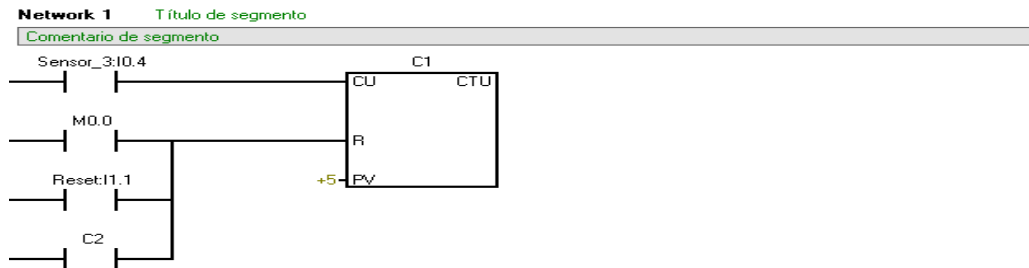 Network 1 Título de segmento
Comentario de segmento
Sensor_3:I0.4
C1
CU CTU
M0.0
R
Reset:I1.1
+5 PV
C2